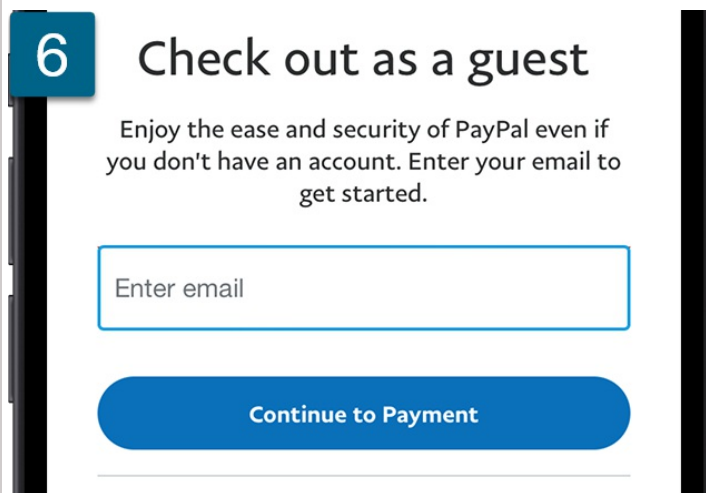 6
Check out as a guest
Enjoy the ease and security of PayPal even if
you don't have an account. Enter your email to
get started.
Enter email
Continue to Payment